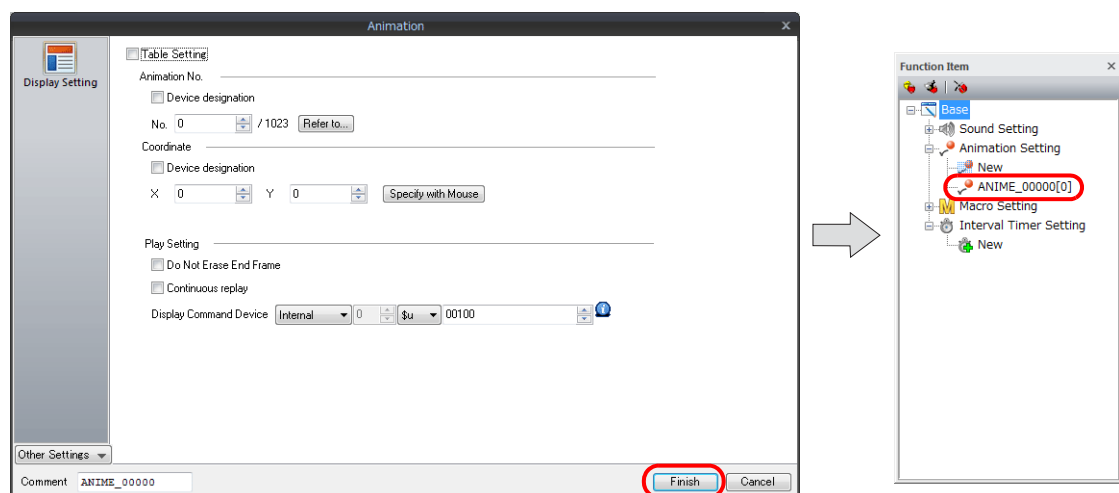 Animation
Display Setting
Table Setting
Animation No.
Device designation
No. 0 / 1023 Refer to...
Coordinate
Device designation
X 0 Y 0 Specify with Mouse
Play Setting
Do Not Erase End Frame
Continuous replay
Display Command Device Internal 0 $u 00100
Other Settings
Comment ANIME_00000 Finish Cancel
Function Item
Base
Sound Setting
Animation Setting
New
ANIME_00000[0]
Macro Setting
Interval Timer Setting
New